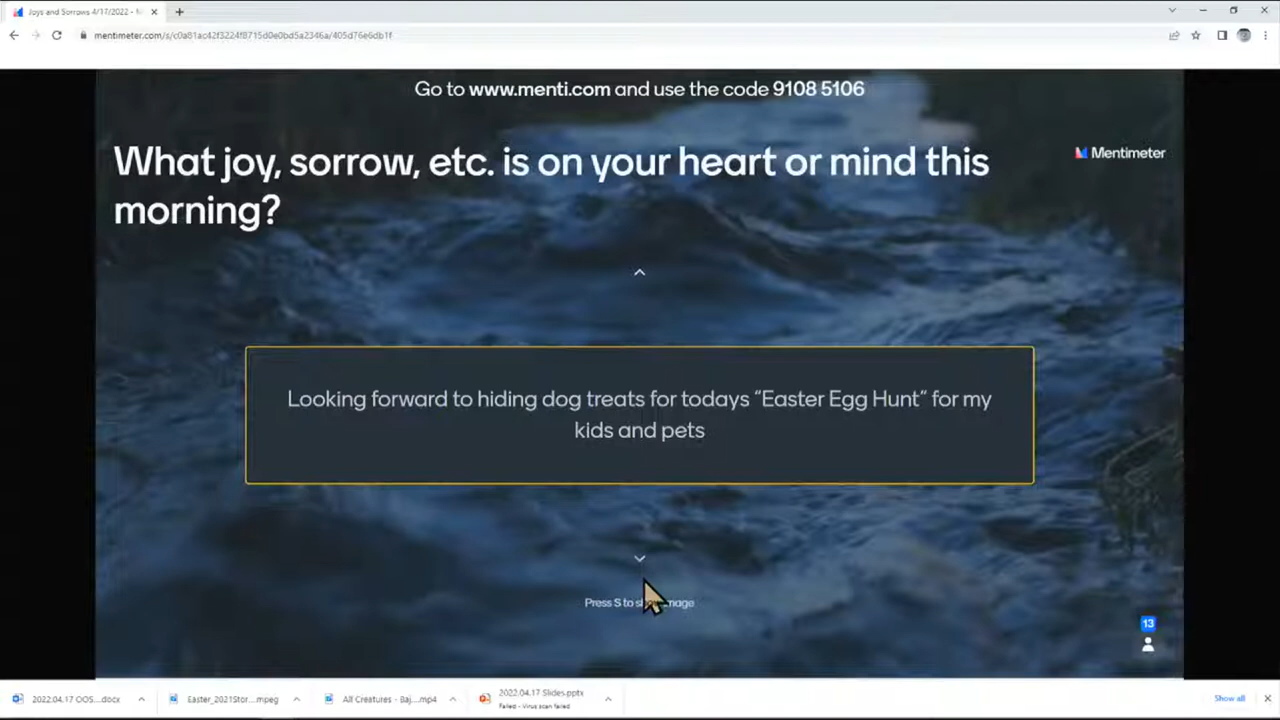 Joys and Sorrows 4/17/2022 -
mentimeter.com/s/c0a81ac42f3224f8715d0e0bd5a2346a/405d76e6db1f
Go to www.menti.com and use the code 9108 5106
What joy, sorrow, etc. is on your heart or mind this
morning?
Mentimeter
Looking forward to hiding dog treats for todays “Easter Egg Hunt” for my
kids and pets
Press S to image
13
2022.04.17 OOS....docx
Easter_2021Stor....mpeg
All Creatures - Baj....mp4
2022.04.17 Slides.pptx
Failed - Virus scan failed
Show all